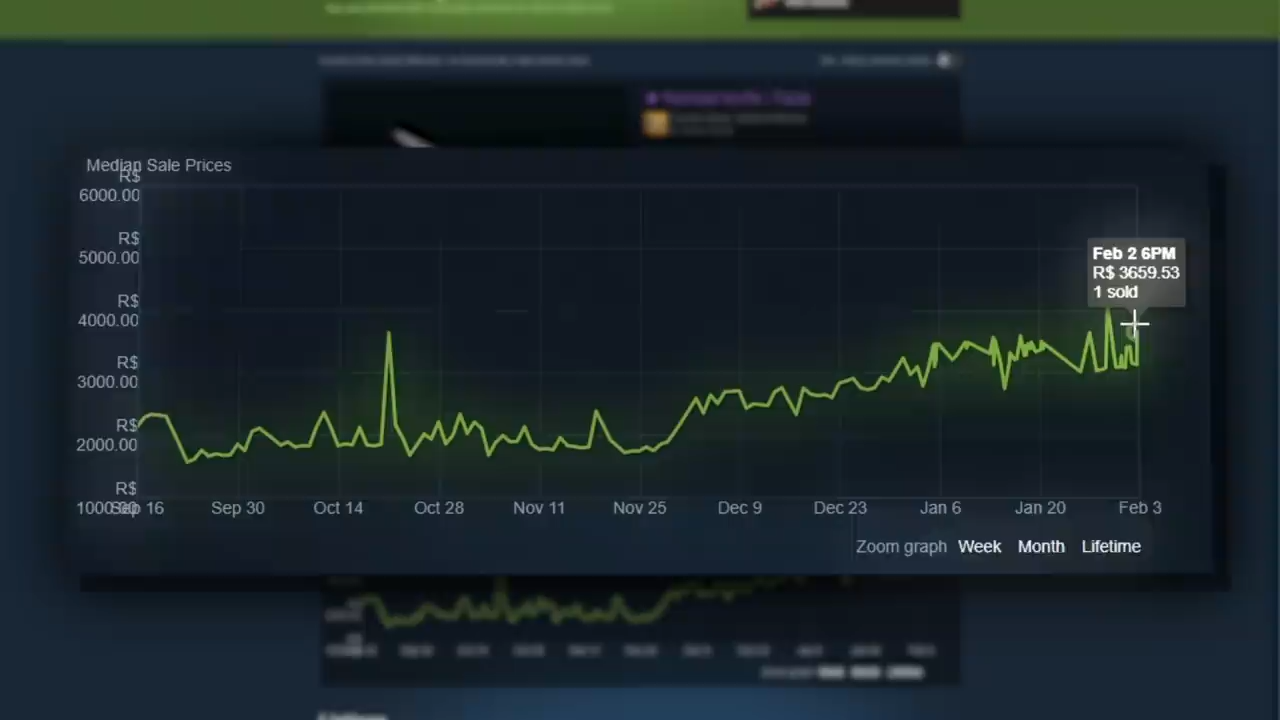 Median Sale Prices
R$
6000.00
R$
5000.00
R$
4000.00
R$
3000.00
R$
2000.00
R$
1000.00
Sep 16 Sep 30 Oct 14 Oct 28 Nov 11 Nov 25 Dec 9 Dec 23 Jan 6 Jan 20 Feb 3
Feb 2 6PM
R$ 3659.53
1 sold
Zoom graph Week Month Lifetime